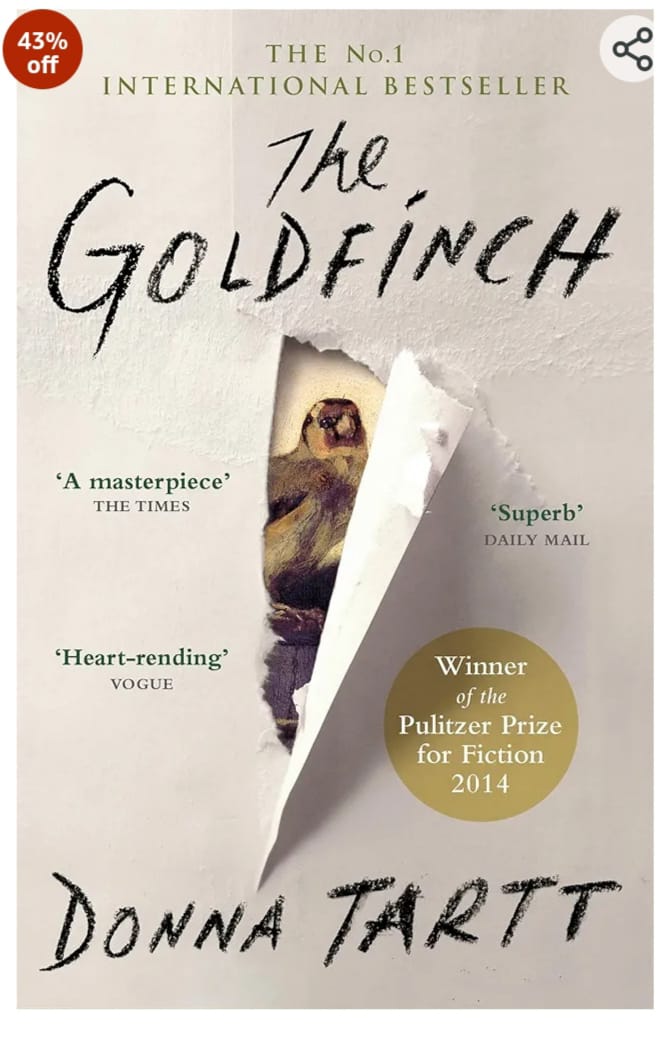 43%
off
THE No.1
INTERNATIONAL BESTSELLER
The
GOLDFINCH
‘A masterpiece’
THE TIMES
‘Superb’
DAILY MAIL
‘Heart-rending’
VOGUE
Winner
of the
Pulitzer Prize
for Fiction
2014
DONNA TARTT